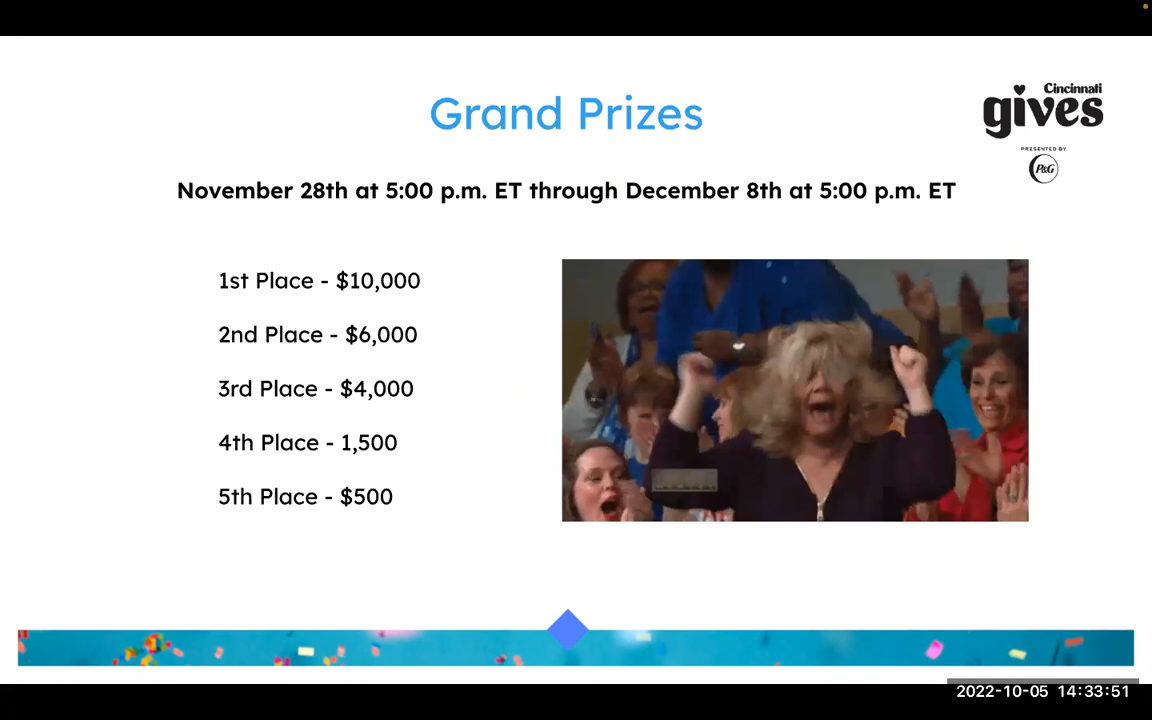 Grand Prizes
Cincinnati
gives
PRESENTED BY
P&G
November 28th at 5:00 p.m. ET through December 8th at 5:00 p.m. ET
1st Place - $10,000
2nd Place - $6,000
3rd Place - $4,000
4th Place - 1,500
5th Place - $500
2022-10-05 14:33:51